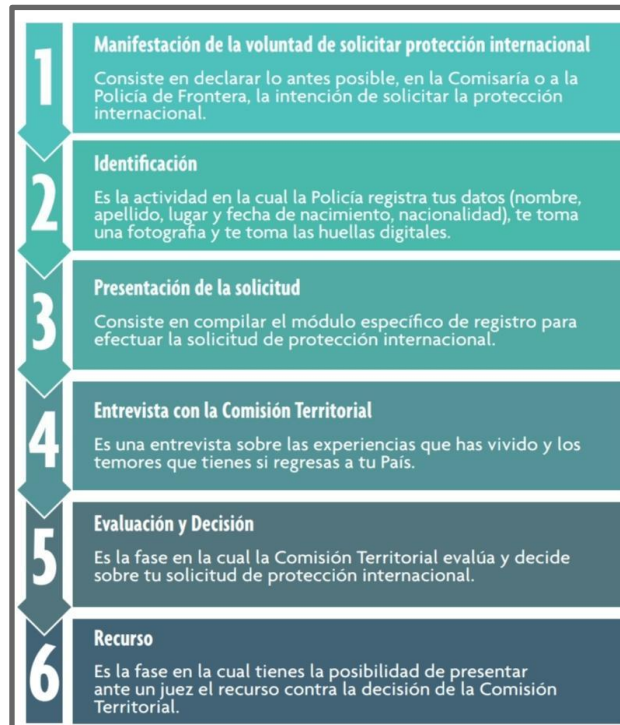 1
Manifestación de la voluntad de solicitar protección internacional
Consiste en declarar lo antes posible, en la Comisaría o a la
Policía de Frontera, la intención de solicitar la protección
internacional.
2
Identificación
Es la actividad en la cual la Policía registra tus datos (nombre,
apellido, lugar y fecha de nacimiento, nacionalidad), te toma
una fotografia y te toma las huellas digitales.
3
Presentación de la solicitud
Consiste en compilar el módulo específico de registro para
efectuar la solicitud de protección internacional.
4
Entrevista con la Comisión Territorial
Es una entrevista sobre las experiencias que has vivido y los
temores que tienes si regresas a tu País.
5
Evaluación y Decisión
Es la fase en la cual la Comisión Territorial evalúa y decide
sobre tu solicitud de protección internacional.
6
Recurso
Es la fase en la cual tienes la posibilidad de presentar
ante un juez el recurso contra la decisión de la Comisión
Territorial.